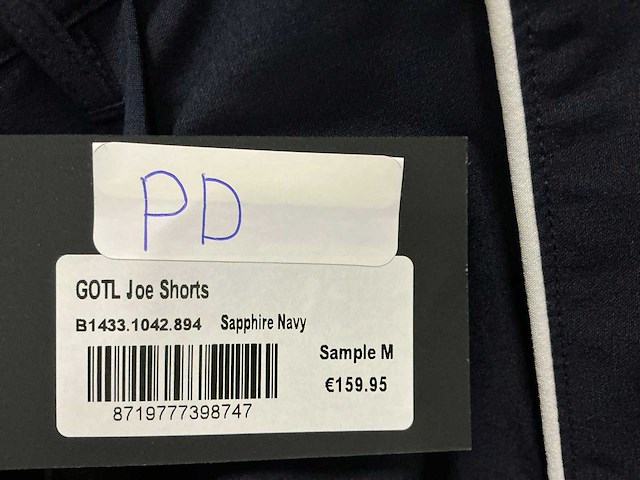 PD
GOTL Joe Shorts
B1433.1042.894 Sapphire Navy
Sample M
€159.95
8719777398747